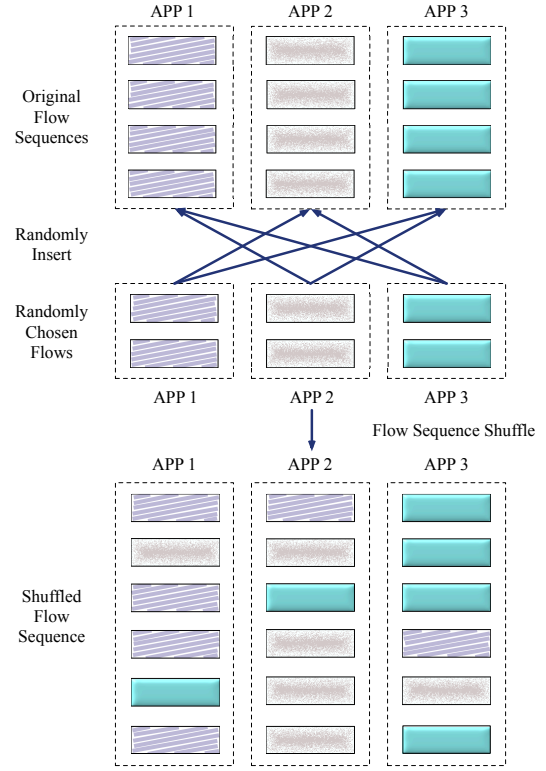 APP 1 APP 2 APP 3
Original
Flow
Sequences
Randomly
Insert
Randomly
Chosen
Flows
APP 1 APP 2 APP 3
Flow Sequence Shuffle
APP 1 APP 2 APP 3
Shuffled
Flow
Sequence